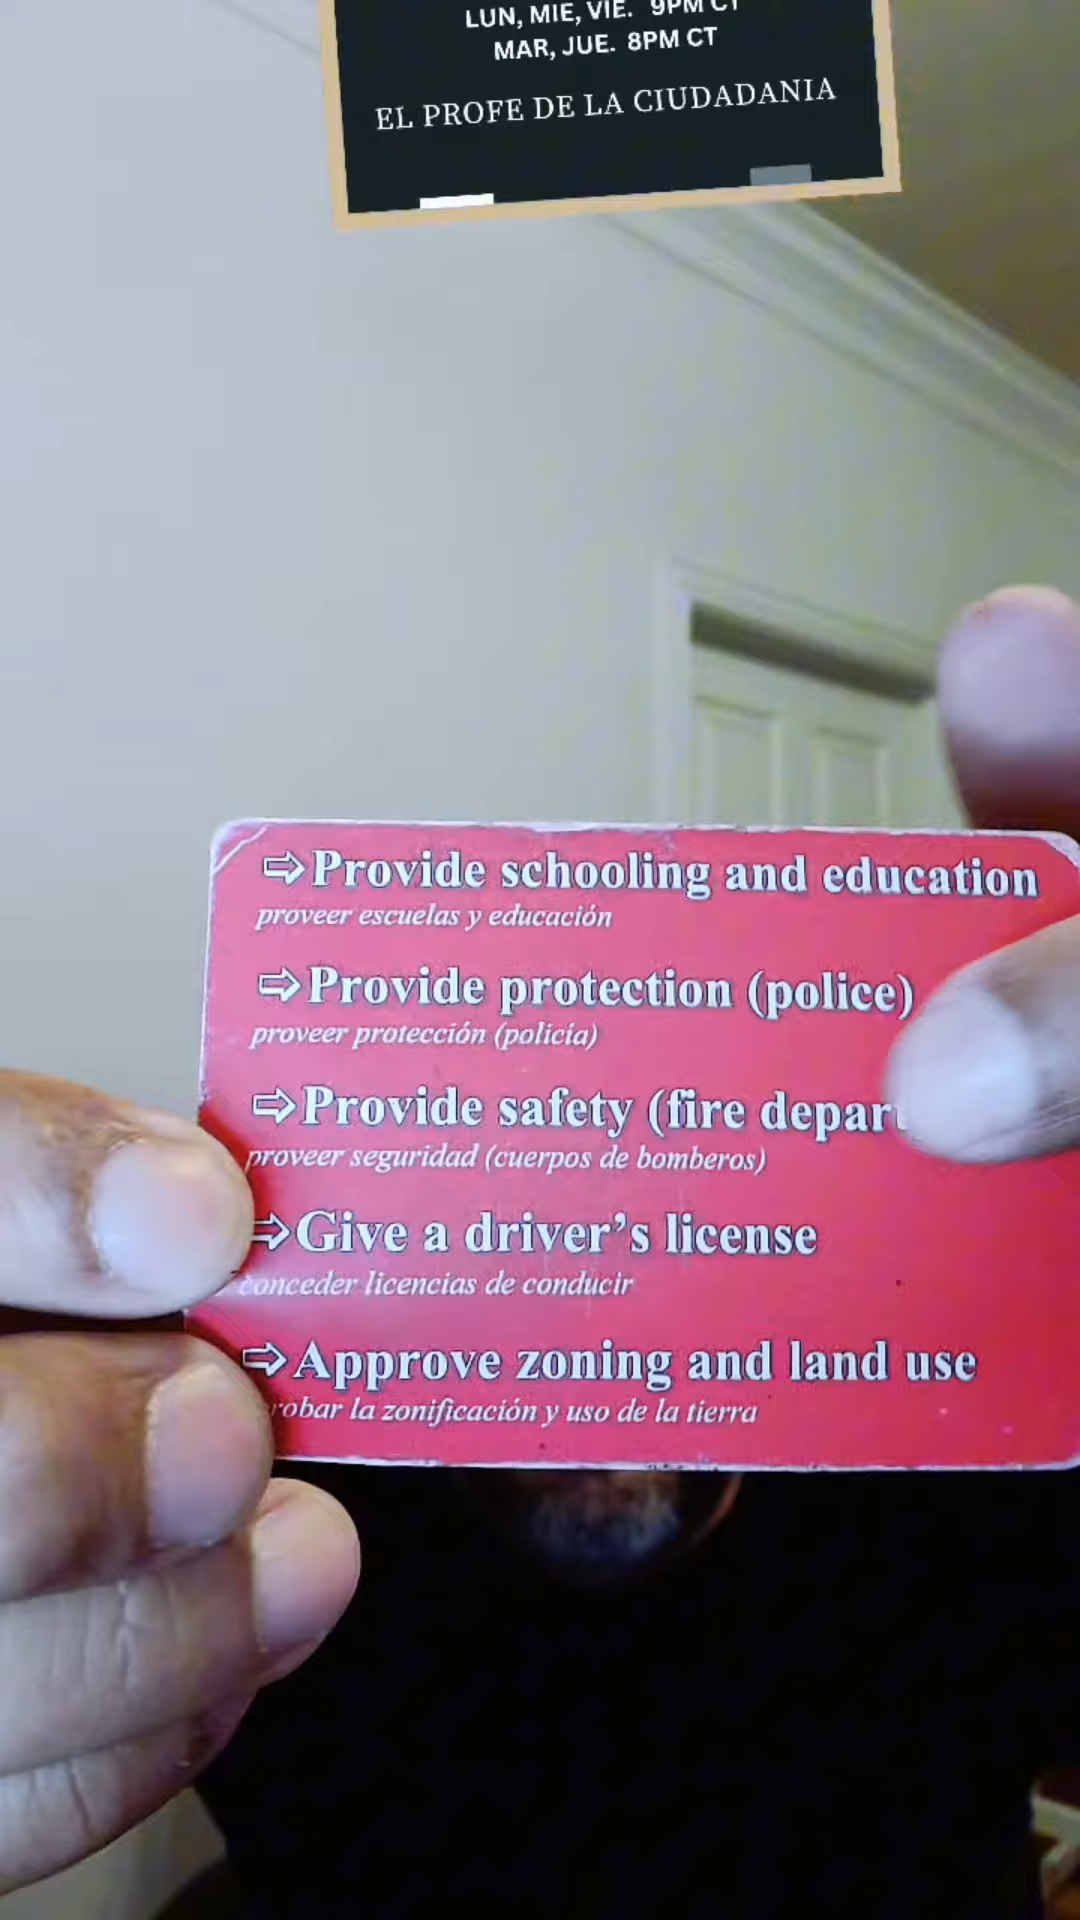 LUN, MIE, VIE. 9PM CT
MAR, JUE. 8PM CT
EL PROFE DE LA CIUDADANIA
⇨Provide schooling and education
proveer escuelas y educación
⇨Provide protection (police)
proveer protección (policía)
⇨Provide safety (fire
proveer seguridad (cuerpos de bomberos)
⇨Give a driver's license
conceder licencias de conducir
⇨Approve zoning and land use
la zonificación y uso de la tierra